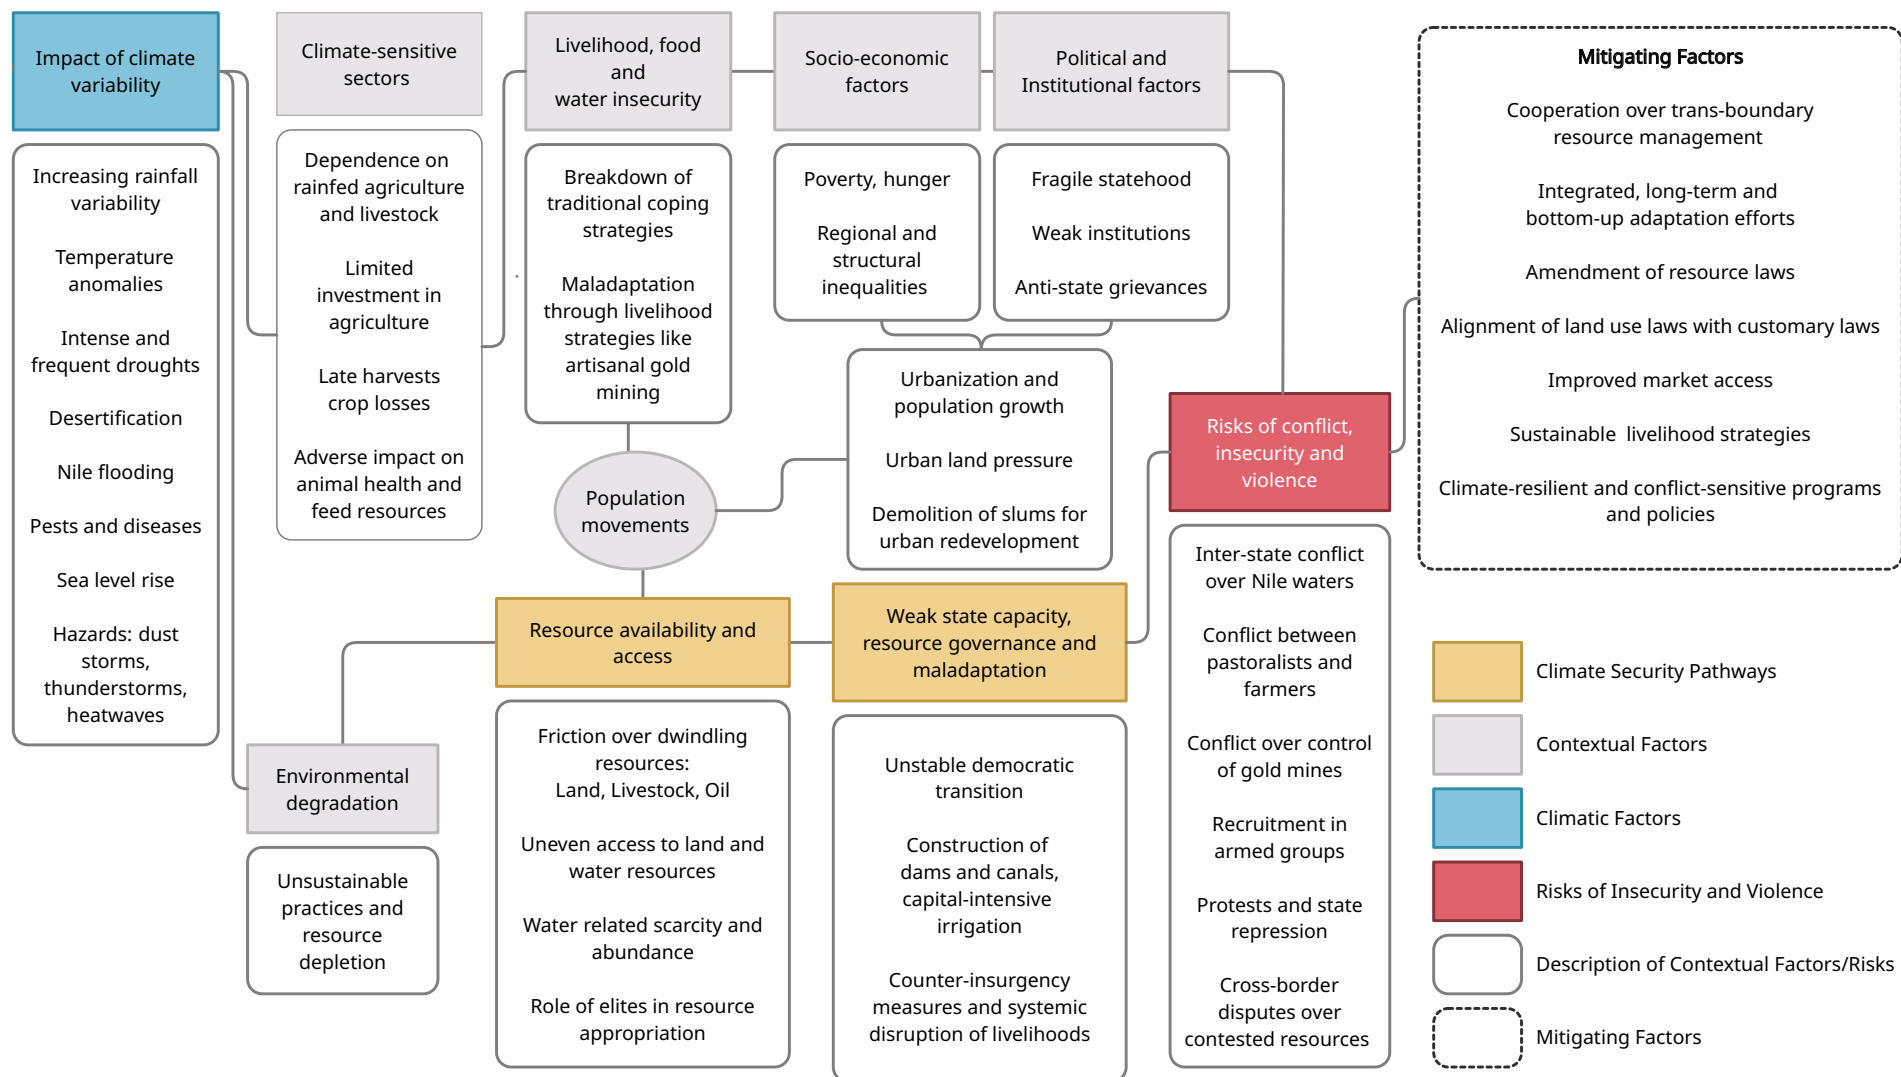 Impact of climate
variability
Increasing rainfall
variability
Temperature
anomalies
Intense and
frequent droughts
Desertification
Nile flooding
Pests and diseases
Sea level rise
Hazards: dust
storms,
thunderstorms,
heatwaves
Climate-sensitive
sectors
Dependence on
rainfed agriculture
and livestock
Limited
investment in
agriculture
Late harvests
crop losses
Adverse impact on
animal health and
feed resources
Environmental
degradation
Unsustainable
practices and
resource
depletion
Livelihood, food
and
water insecurity
Breakdown of
traditional coping
strategies
Maladaptation
through livelihood
strategies like
artisanal gold
mining
Population
movements
Socio-economic
factors
Poverty, hunger
Regional and
structural
inequalities
Political and
Institutional factors
Fragile statehood
Weak institutions
Anti-state grievances
Urbanization and
population growth
Urban land pressure
Demolition of slums for
urban redevelopment
Resource availability and
access
Friction over dwindling
resources:
Land, Livestock, Oil
Uneven access to land and
water resources
Water related scarcity and
abundance
Role of elites in resource
appropriation
Weak state capacity,
resource governance and
maladaptation
Unstable democratic
transition
Construction of
dams and canals,
capital-intensive
irrigation
Counter-insurgency
measures and systemic
disruption of livelihoods
Risks of conflict,
insecurity and
violence
Inter-state conflict
over Nile waters
Conflict between
pastoralists and
farmers
Conflict over control
of gold mines
Recruitment in
armed groups
Protests and state
repression
Cross-border
disputes over
contested resources
Mitigating Factors
Cooperation over trans-boundary
resource management
Integrated, long-term and
bottom-up adaptation efforts
Amendment of resource laws
Alignment of land use laws with customary laws
Improved market access
Sustainable livelihood strategies
Climate-resilient and conflict-sensitive programs
and policies
Climate Security Pathways
Contextual Factors
Climatic Factors
Risks of Insecurity and Violence
Description of Contextual Factors/Risks
Mitigating Factors